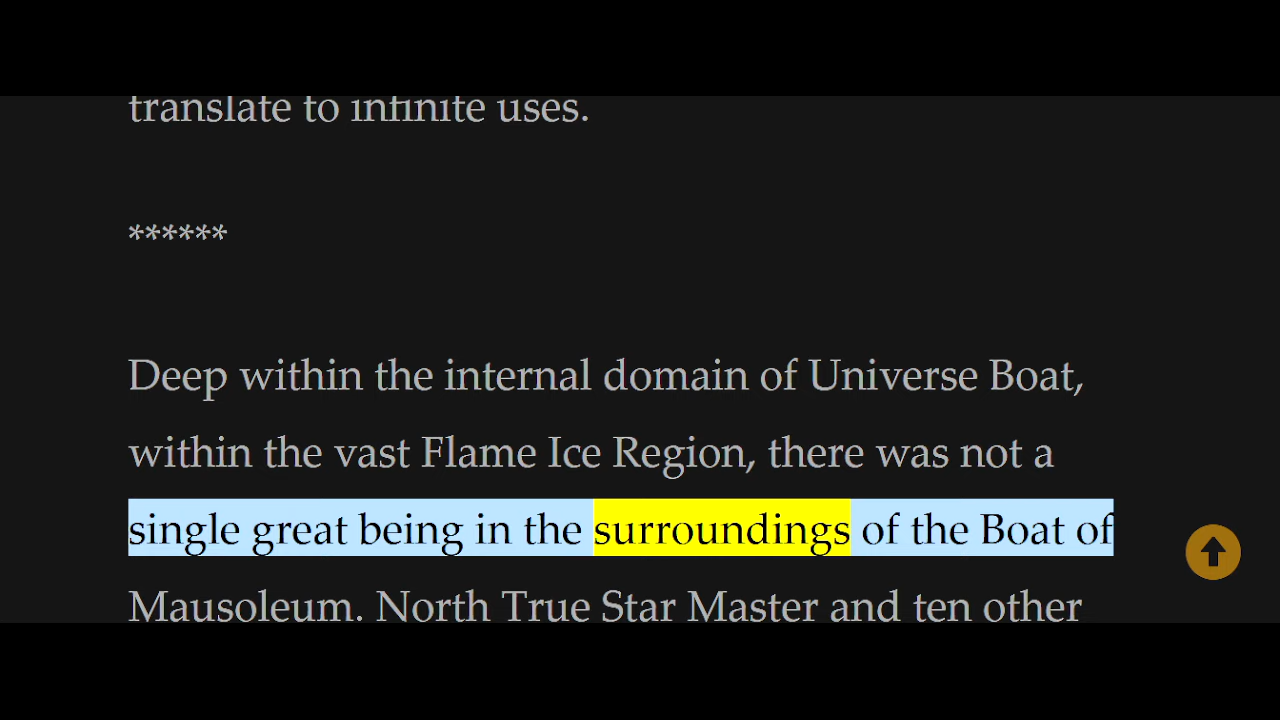 translate to infinite uses.
******
Deep within the internal domain of Universe Boat,
within the vast Flame Ice Region, there was not a
single great being in the surroundings of the Boat of
Mausoleum. North True Star Master and ten other